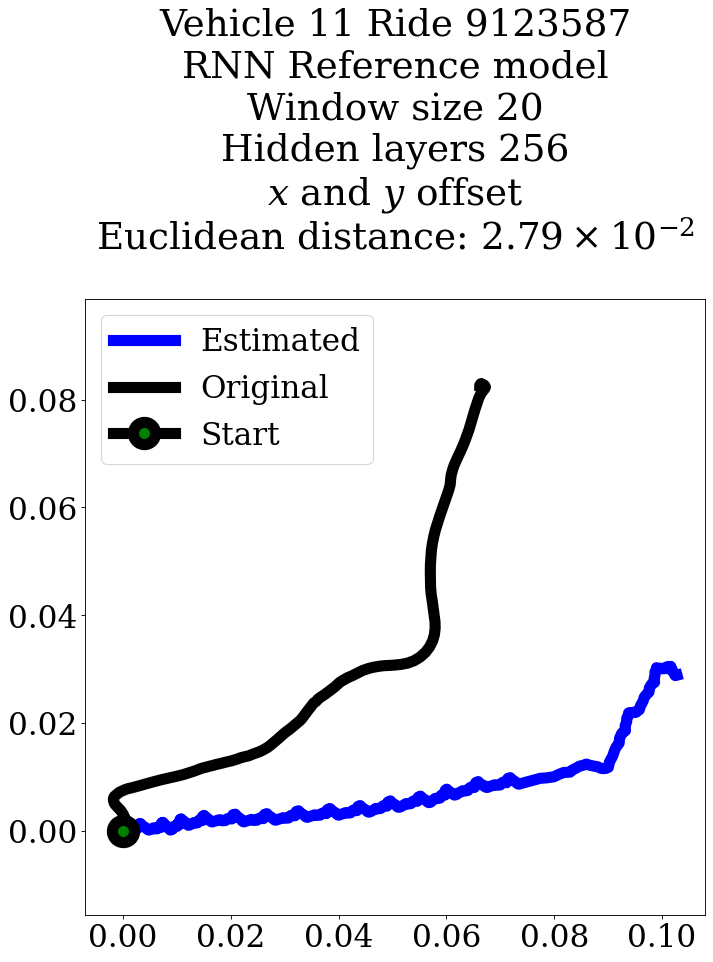 Vehicle 11 Ride 9123587
RNN Reference model
Window size 20
Hidden layers 256
x and y offset
Euclidean distance: 2.79 × 10⁻²
Estimated
Original
Start
0.08
0.06
0.04
0.02
0.00
0.00 0.02 0.04 0.06 0.08 0.10